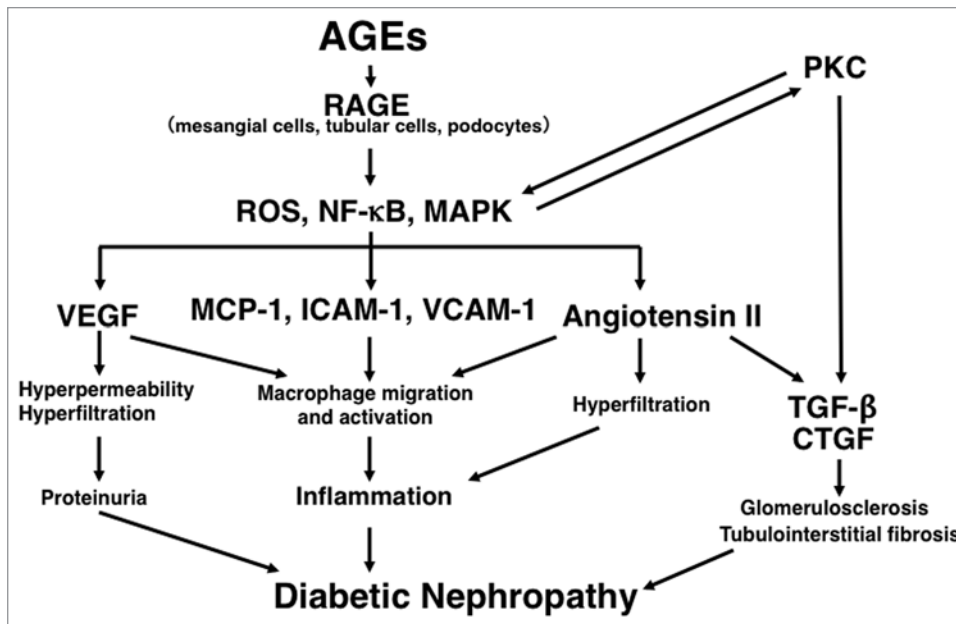 AGEs
PKC
RAGE
(mesangial cells, tubular cells, podocytes)
ROS, NF-κB, MAPK
VEGF
MCP-1, ICAM-1, VCAM-1
Angiotensin II
Hyperpermeability
Hyperfiltration
Macrophage migration
and activation
Hyperfiltration
TGF-β
CTGF
Proteinuria
Inflammation
Glomerulosclerosis
Tubulointerstitial fibrosis
Diabetic Nephropathy